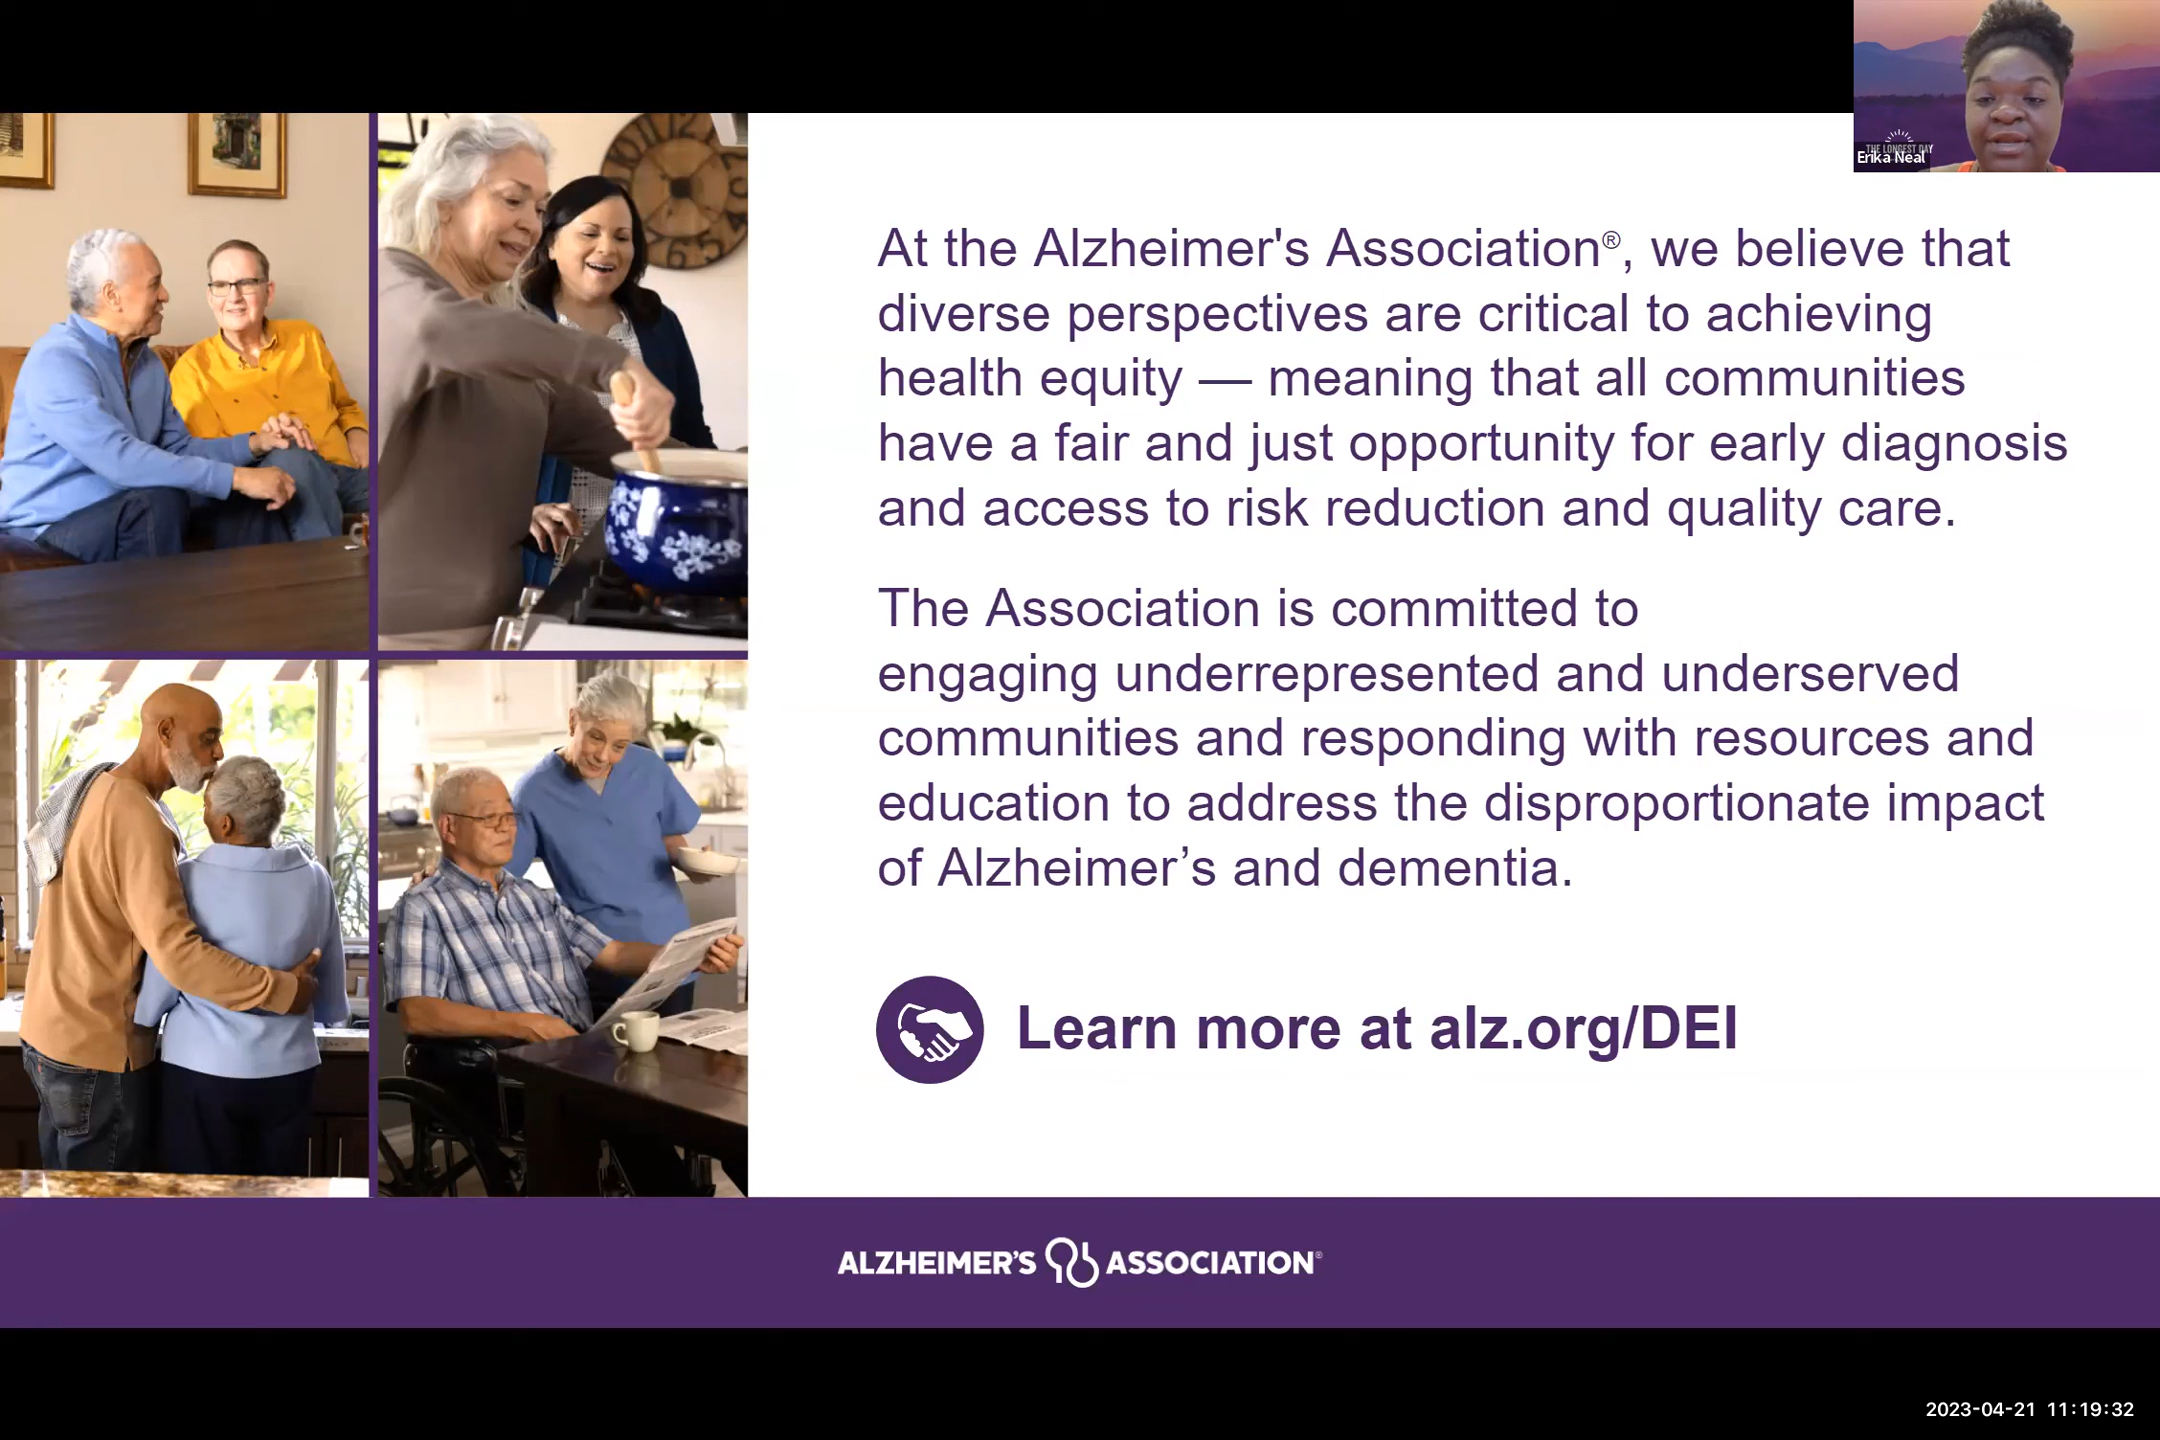 THE LONGEST DAY
Erika Neal
At the Alzheimer's Association®, we believe that
diverse perspectives are critical to achieving
health equity — meaning that all communities
have a fair and just opportunity for early diagnosis
and access to risk reduction and quality care.
The Association is committed to
engaging underrepresented and underserved
communities and responding with resources and
education to address the disproportionate impact
of Alzheimer’s and dementia.
Learn more at alz.org/DEI
ALZHEIMER’S ASSOCIATION®
2023-04-21 11:19:32